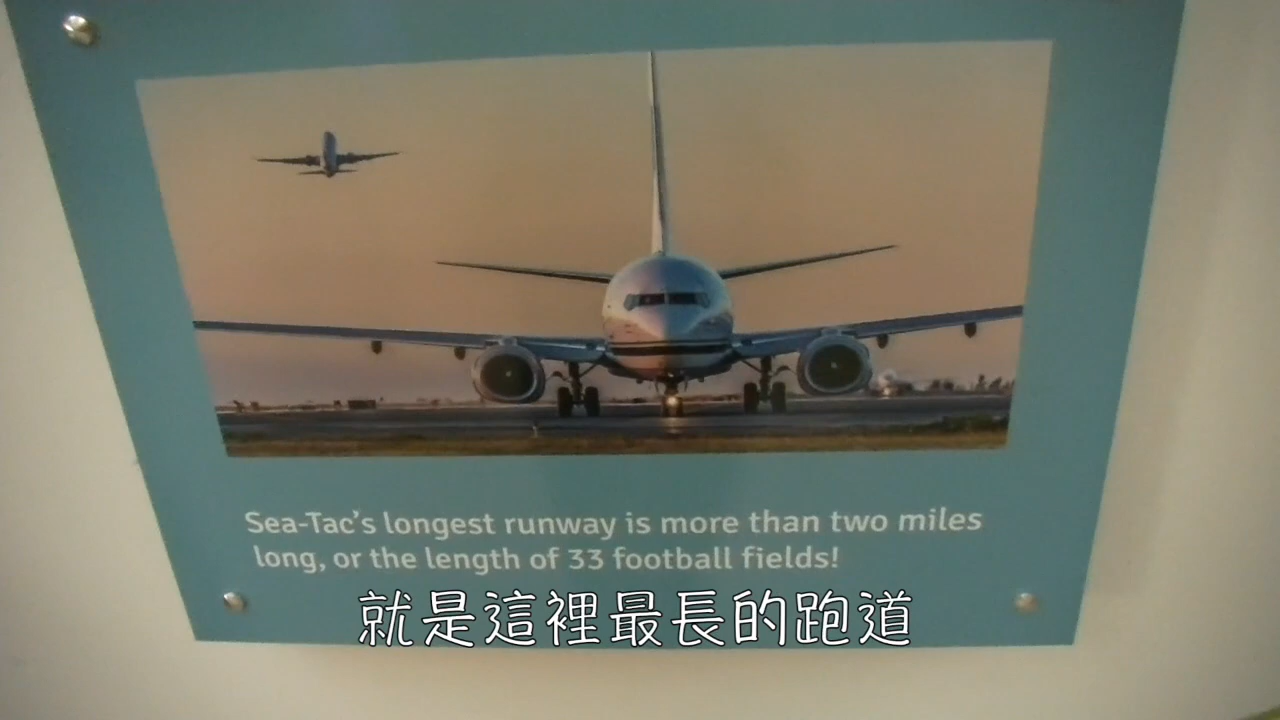 Sea-Tac's longest runway is more than two miles
long, or the length of 33 football fields!
就是這裡最長的跑道